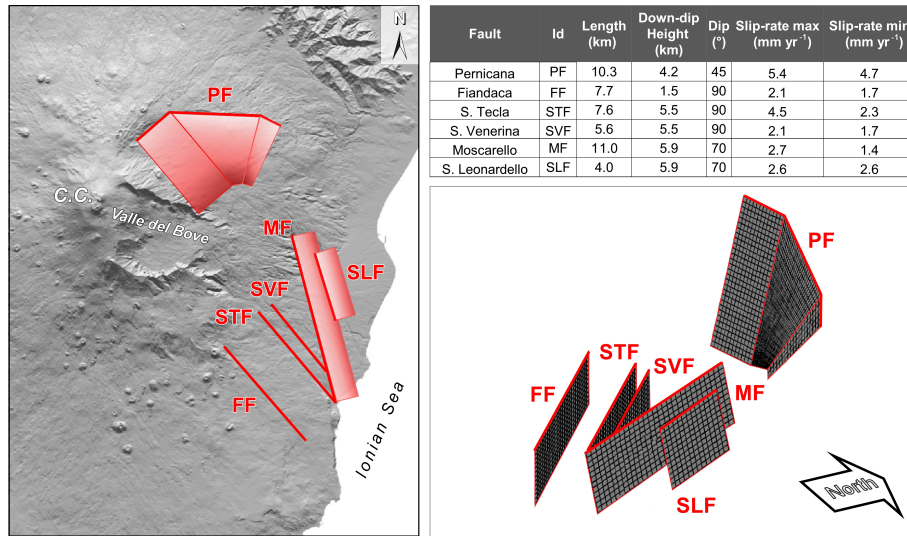 N
PF
C.C.
Valle del Bove
MF
SLF
SVF
STF
FF
Ionian Sea
Fault Id Length (km) Down-dip Height (km) Dip (°) Slip-rate max (mm yr⁻¹) Slip-rate min (mm yr⁻¹)
Pernicana PF 10.3 4.2 45 5.4 4.7
Fiandaca FF 7.7 1.5 90 2.1 1.7
S. Tecla STF 7.6 5.5 90 4.5 2.3
S. Venerina SVF 5.6 5.5 90 2.1 1.7
Moscarello MF 11.0 5.9 70 2.7 1.4
S. Leonardello SLF 4.0 5.9 70 2.6 2.6
PF
STF
SVF
FF
MF
SLF
North